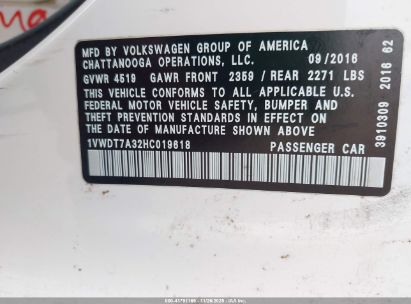 MFD BY VOLKSWAGEN GROUP OF AMERICA
CHATTANOOGA OPERATIONS, LLC. 09/2016
GVWR 4519 GAWR FRONT 2359 / REAR 2271 LBS
THIS VEHICLE CONFORMS TO ALL APPLICABLE U.S.
FEDERAL MOTOR VEHICLE SAFETY, BUMPER AND
THEFT PREVENTION STANDARDS IN EFFECT ON
THE DATE OF MANUFACTURE SHOWN ABOVE
1VWDT7A32HC019618 PASSENGER CAR
3910309 2016 62